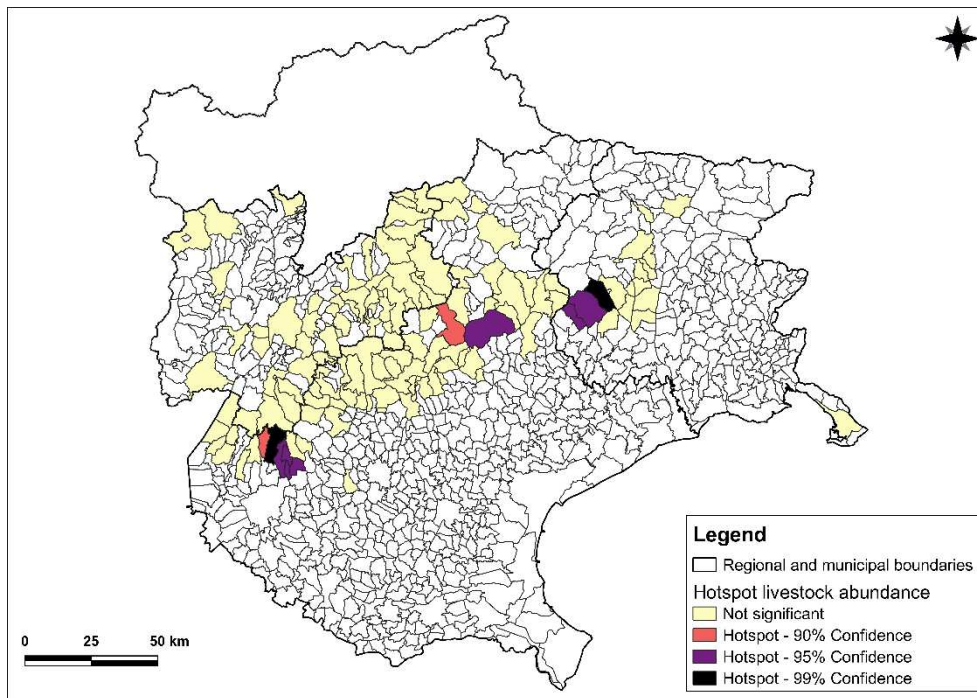 Legend
Regional and municipal boundaries
Hotspot livestock abundance
Not significant
Hotspot - 90% Confidence
Hotspot - 95% Confidence
Hotspot - 99% Confidence
0 25 50 km